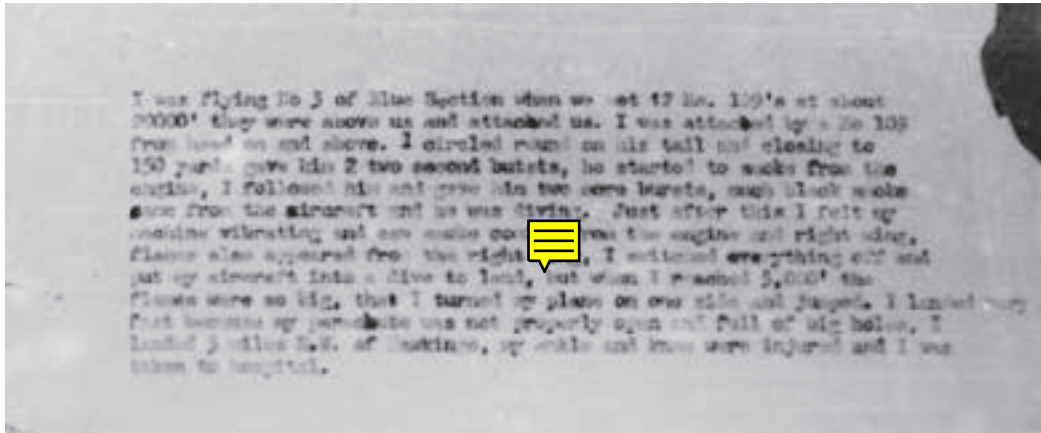 I was flying No 3 of Blue Section when we met 12 Me. 109's at about
20000' they were above us and attacked us. I was attacked by a Me 109
from head on and above. I circled round on his tail and closing to
150 yards gave him 2 two second bursts, he started to smoke from the
engine, I followed him and gave him two more bursts, much black smoke
came from the aircraft and he was diving. Just after this I felt my
machine vibrating and saw smoke from the engine and right wing,
flames also appeared from the right I switched everything off and
put my aircraft into a dive to land, but when I reached 5,000' the
flames were so big, that I turned my plane on one side and jumped. I landed very
fast because my parachute was not properly open and full of big holes. I
landed 3 miles of Hawkinge, my ankle and knee were injured and I was
taken to hospital.